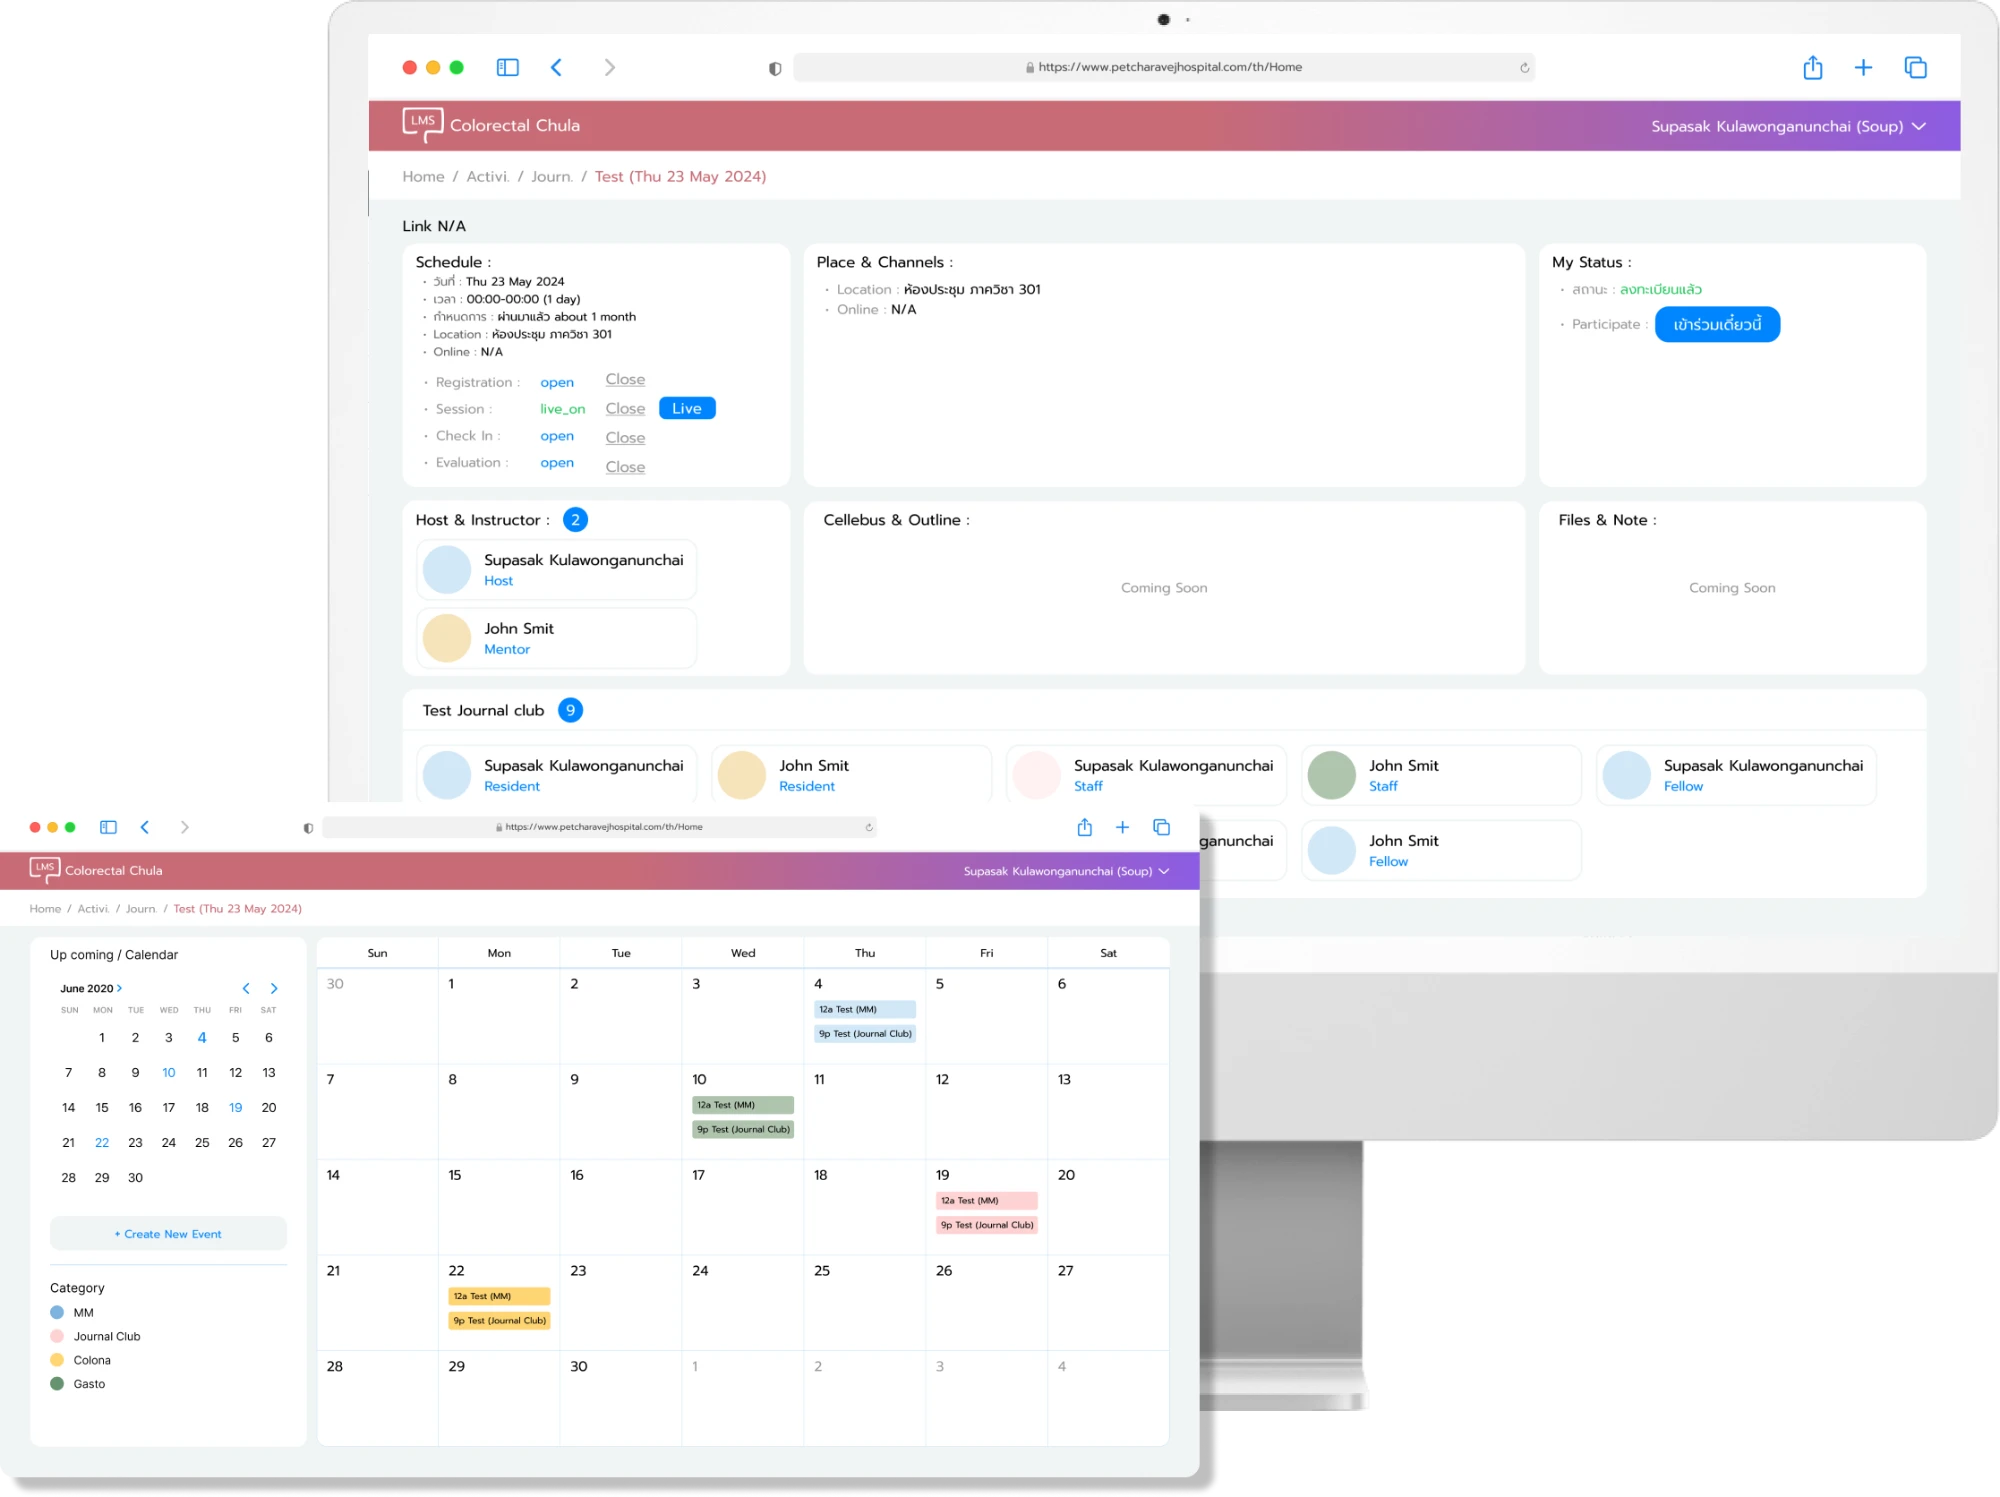 https://www.petcharavejhospital.com/th/Home
LMS
Colorectal Chula
Supasak Kulawonganunchai (Soup)
Home / Activi. / Journ. / Test (Thu 23 May 2024)
Link N/A
Schedule :
• วันที่ : Thu 23 May 2024
• เวลา : 00:00-00:00 (1 day)
• กำหนดการ : ผ่านมาแล้ว about 1 month
• Location : ห้องประชุม ภาควิชา 301
• Online : N/A
• Registration : open Close
• Session : live_on Close Live
• Check In : open Close
• Evaluation : open Close
Place & Channels :
• Location : ห้องประชุม ภาควิชา 301
• Online : N/A
My Status :
• สถานะ : ลงทะเบียนแล้ว
• Participate : เข้าร่วมเดี๋ยวนี้
Host & Instructor : 2
Supasak Kulawonganunchai
Host
John Smit
Mentor
Cellebus & Outline :
Coming Soon
Files & Note :
Coming Soon
Test Journal club 9
Supasak Kulawonganunchai
Resident
John Smit
Resident
Supasak Kulawonganunchai
Staff
John Smit
Staff
Supasak Kulawonganunchai
Fellow
ganunchai
John Smit
Fellow
https://www.petcharavejhospital.com/th/Home
LMS
Colorectal Chula
Supasak Kulawonganunchai (Soup)
Home / Activi. / Journ. / Test (Thu 23 May 2024)
Up coming / Calendar
June 2020
SUN MON TUE WED THU FRI SAT
1 2 3 4 5 6
7 8 9 10 11 12 13
14 15 16 17 18 19 20
21 22 23 24 25 26 27
28 29 30
+ Create New Event
Category
MM
Journal Club
Colona
Gasto
Sun Mon Tue Wed Thu Fri Sat
30 1 2 3 4 5 6
12a Test (MM)
9p Test (Journal Club)
7 8 9 10 11 12 13
12a Test (MM)
9p Test (Journal Club)
14 15 16 17 18 19 20
12a Test (MM)
9p Test (Journal Club)
21 22 23 24 25 26 27
12a Test (MM)
9p Test (Journal Club)
28 29 30 1 2 3 4